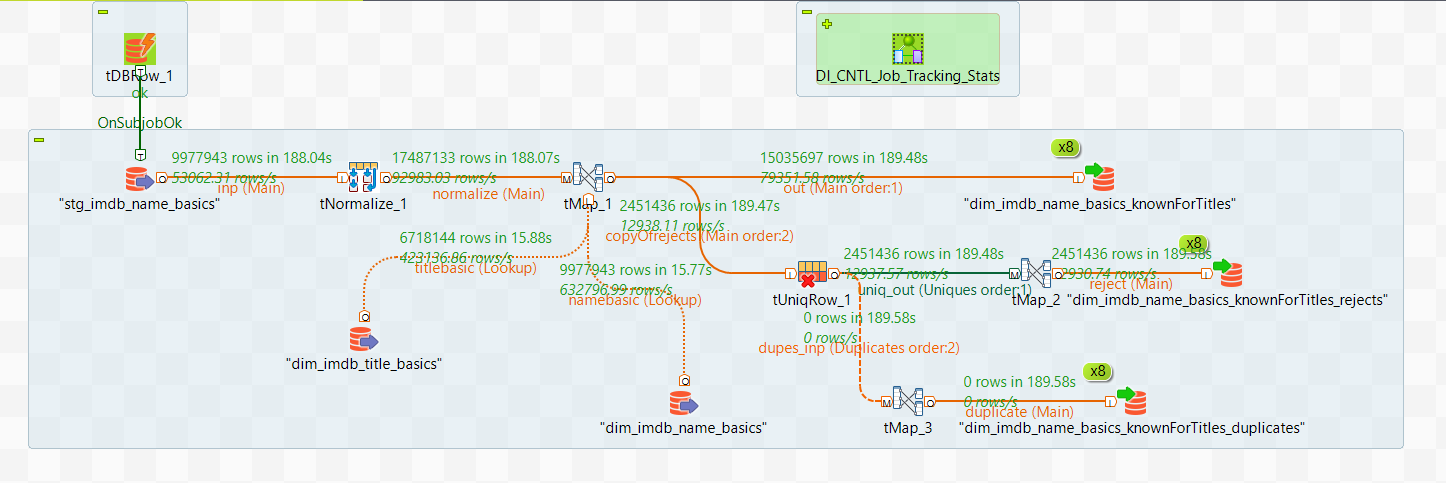 tDBRow_1
ok
OnSubjobOk
DI_CNTL_Job_Tracking_Stats
9977943 rows in 188.04s
53062.31 rows/s
inp (Main)
"stg_imdb_name_basics"
tNormalize_1
17487133 rows in 188.07s
92983.03 rows/s
normalize (Main)
tMap_1
15035697 rows in 189.48s
79351.58 rows/s
out (Main order:1)
x8
"dim_imdb_name_basics_knownForTitles"
2451436 rows in 189.47s
12938.11 rows/s
copyOfrejects (Main order:2)
6718144 rows in 15.88s
423136.86 rows/s
titlebasic (Lookup)
"dim_imdb_title_basics"
9977943 rows in 15.77s
632796.99 rows/s
namebasic (Lookup)
"dim_imdb_name_basics"
tUniqRow_1
2451436 rows in 189.48s
12937.57 rows/s
uniq_out (Uniques order:1)
tMap_2
2451436 rows in 189.58s
12930.74 rows/s
reject (Main)
x8
"dim_imdb_name_basics_knownForTitles_rejects"
0 rows in 189.58s
0 rows/s
dupes_inp (Duplicates order:2)
tMap_3
0 rows in 189.58s
0 rows/s
duplicate (Main)
x8
"dim_imdb_name_basics_knownForTitles_duplicates"